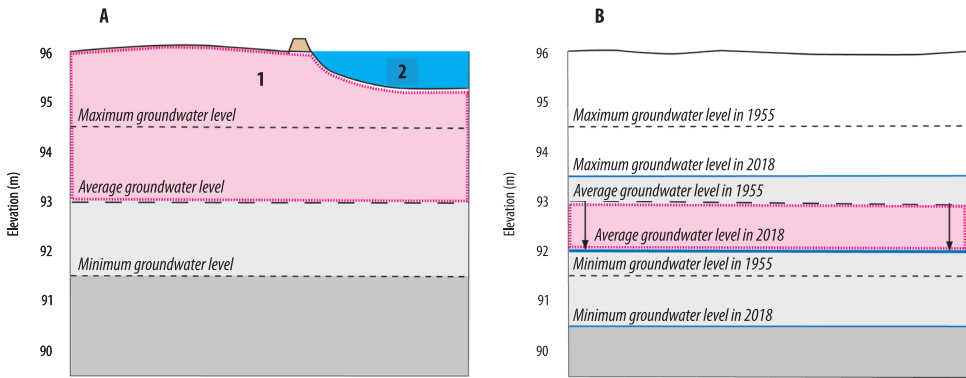 A
96
95
94
93
92
91
90
Elevation (m)
1
2
Maximum groundwater level
Average groundwater level
Minimum groundwater level
B
96
95
94
93
92
91
90
Elevation (m)
Maximum groundwater level in 1955
Maximum groundwater level in 2018
Average groundwater level in 1955
Average groundwater level in 2018
Minimum groundwater level in 1955
Minimum groundwater level in 2018